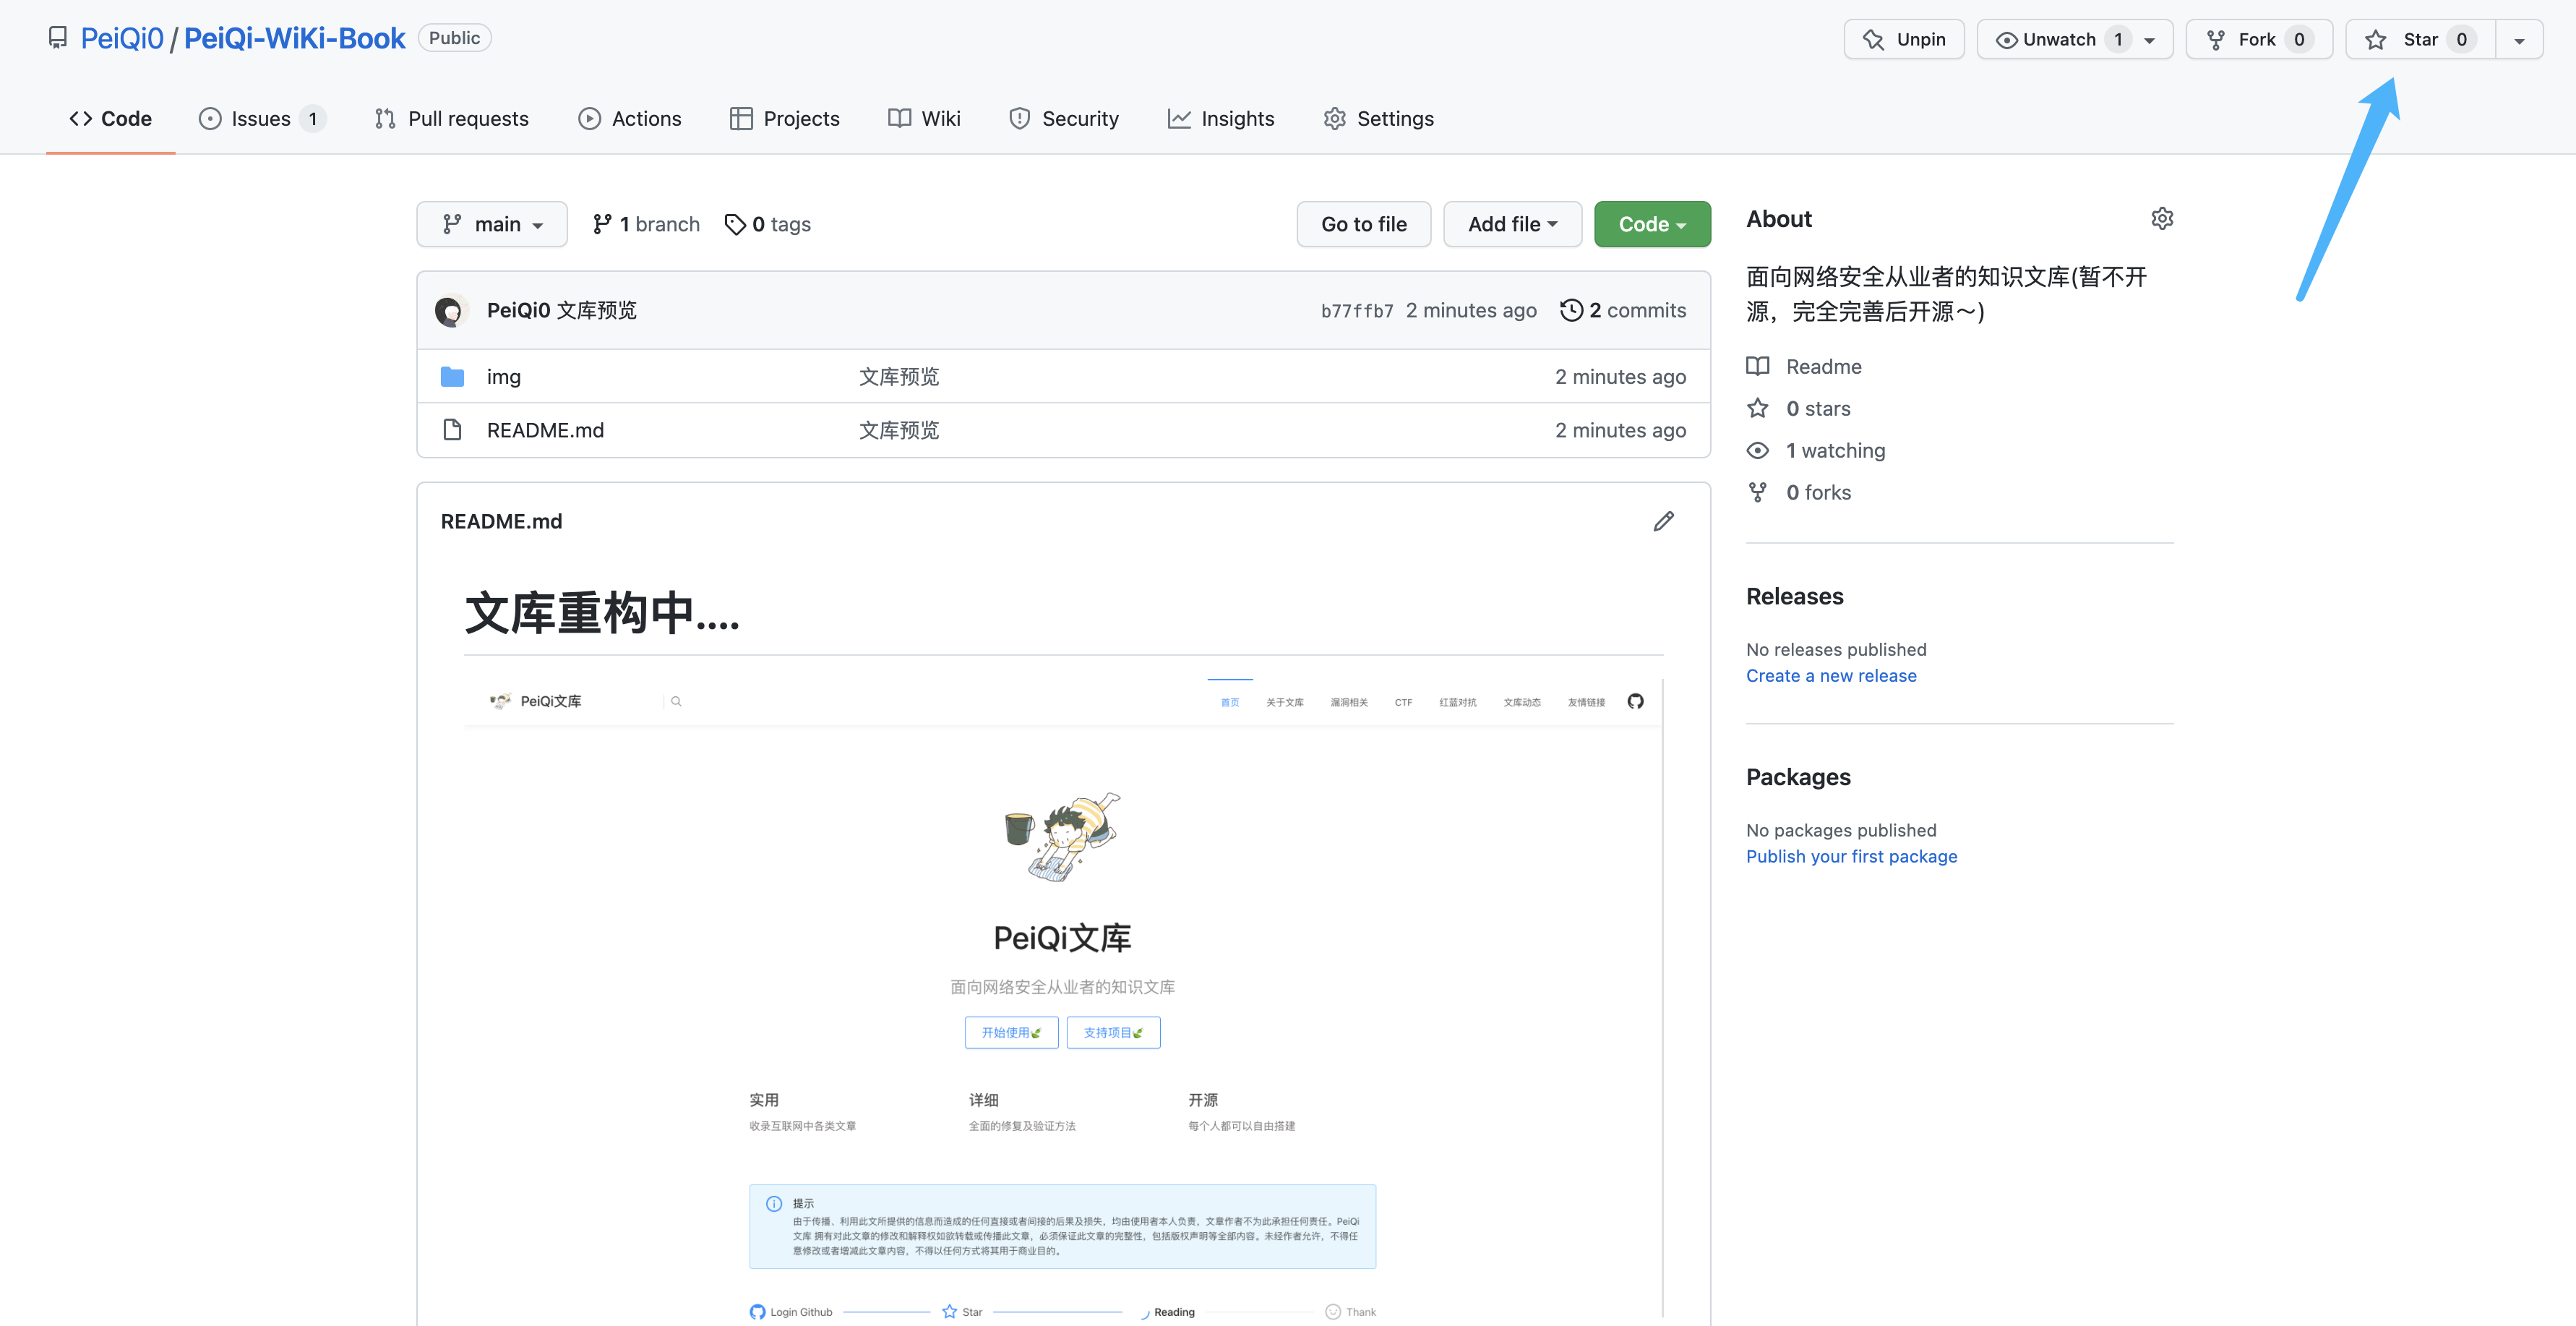 PeiQi0 / PeiQi-WiKi-Book Public
Unpin Unwatch 1 Fork 0 Star 0
Code Issues 1 Pull requests Actions Projects Wiki Security Insights Settings
main 1 branch 0 tags Go to file Add file Code
PeiQi0 文库预览 b77ffb7 2 minutes ago 2 commits
img 文库预览 2 minutes ago
README.md 文库预览 2 minutes ago
README.md
文库重构中....
PeiQi文库 首页 关于文库 漏洞相关 CTF 红蓝对抗 文库动态 友情链接
PeiQi文库
面向网络安全从业者的知识文库
开始使用 支持项目
实用 详细 开源
收录互联网中各类文章 全面的修复及验证方法 每个人都可以自由搭建
提示
由于传播、利用此文所提供的信息而造成的任何直接或者间接的后果及损失，均由使用者本人负责，文章作者不为此承担任何责任。PeiQi
文库 拥有对此文章的修改和解释权如欲转载或传播此文章，必须保证此文章的完整性，包括版权声明等全部内容。未经作者允许，不得任
意修改或者增减此文章内容，不得以任何方式将其用于商业目的。
Login Github Star Reading Thank
About
面向网络安全从业者的知识文库(暂不开
源，完全完善后开源～)
Readme
0 stars
1 watching
0 forks
Releases
No releases published
Create a new release
Packages
No packages published
Publish your first package